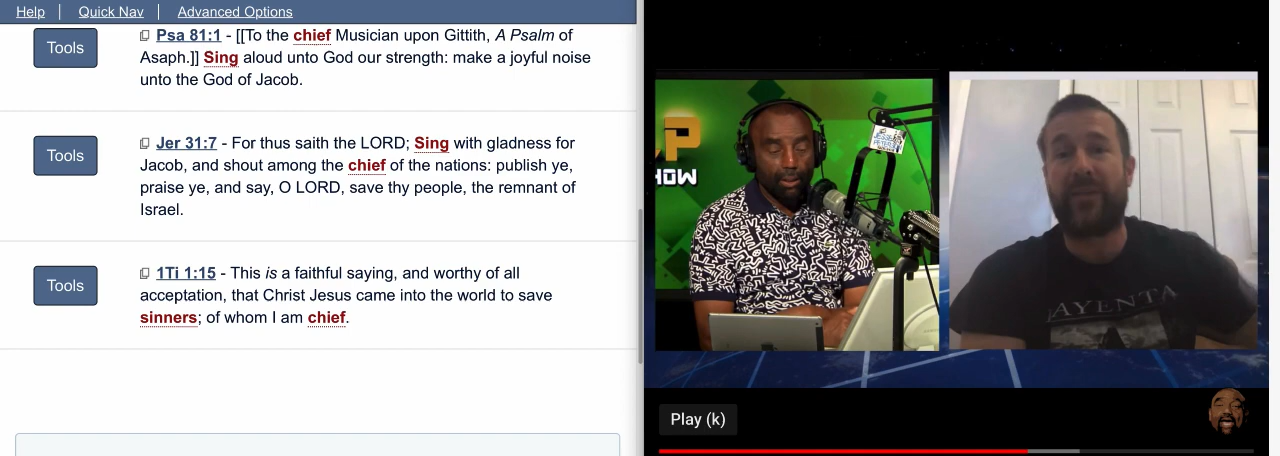 Help | Quick Nav | Advanced Options
Tools
Psa 81:1 - [[To the chief Musician upon Gittith, A Psalm of
Asaph.]] Sing aloud unto God our strength: make a joyful noise
unto the God of Jacob.
Tools
Jer 31:7 - For thus saith the LORD; Sing with gladness for
Jacob, and shout among the chief of the nations: publish ye,
praise ye, and say, O LORD, save thy people, the remnant of
Israel.
Tools
1Ti 1:15 - This is a faithful saying, and worthy of all
acceptation, that Christ Jesus came into the world to save
sinners; of whom I am chief.
P
HOW
JESSE
AYENTA
Play (k)